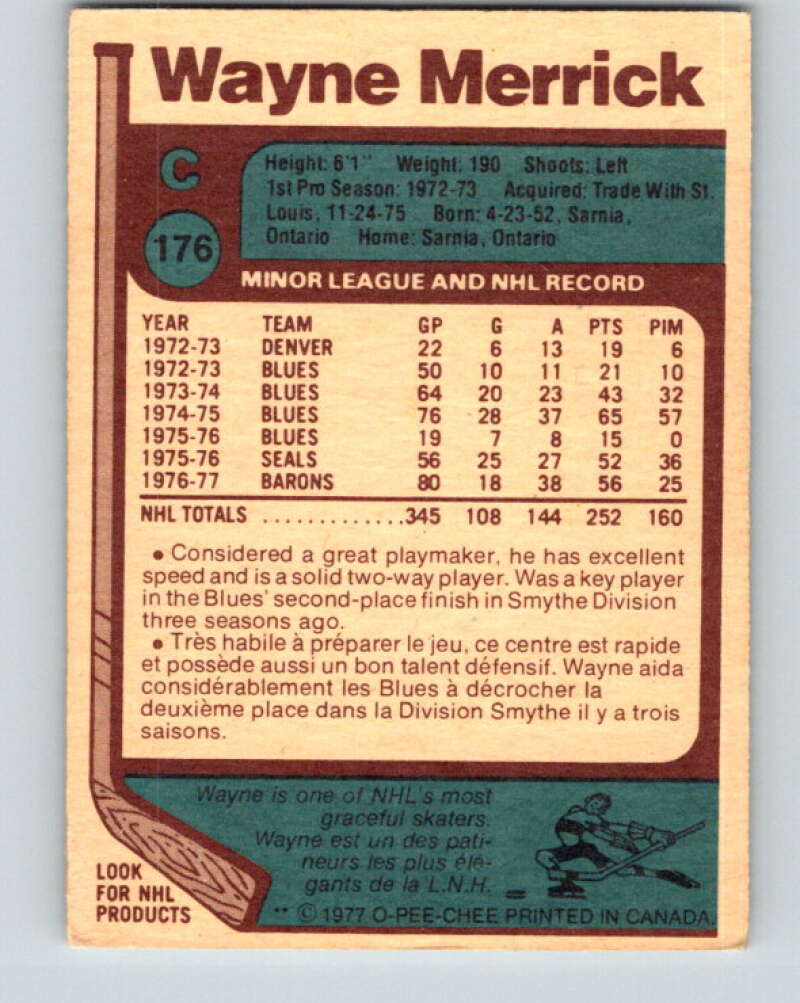 Wayne Merrick
C
176
Height: 6'1" Weight: 190 Shoots: Left
1st Pro Season: 1972-73 Acquired: Trade With St.
Louis, 11-24-75 Born: 4-23-52, Sarnia,
Ontario Home: Sarnia, Ontario
MINOR LEAGUE AND NHL RECORD
YEAR TEAM GP G A PTS PIM
1972-73 DENVER 22 6 13 19 6
1972-73 BLUES 50 10 11 21 10
1973-74 BLUES 64 20 23 43 32
1974-75 BLUES 76 28 37 65 57
1975-76 BLUES 19 7 8 15 0
1975-76 SEALS 56 25 27 52 36
1976-77 BARONS 80 18 38 56 25
NHL TOTALS .............345 108 144 252 160
• Considered a great playmaker, he has excellent
speed and is a solid two-way player. Was a key player
in the Blues' second-place finish in Smythe Division
three seasons ago.
• Très habile à préparer le jeu, ce centre est rapide
et possède aussi un bon talent défensif. Wayne aida
considérablement les Blues à décrocher la
deuxième place dans la Division Smythe il y a trois
saisons.
Wayne is one of NHL's most
graceful skaters.
Wayne est un des pati-
neurs les plus élé-
gants de la L.N.H.
LOOK
FOR NHL
PRODUCTS
** © 1977 O-PEE-CHEE PRINTED IN CANADA.